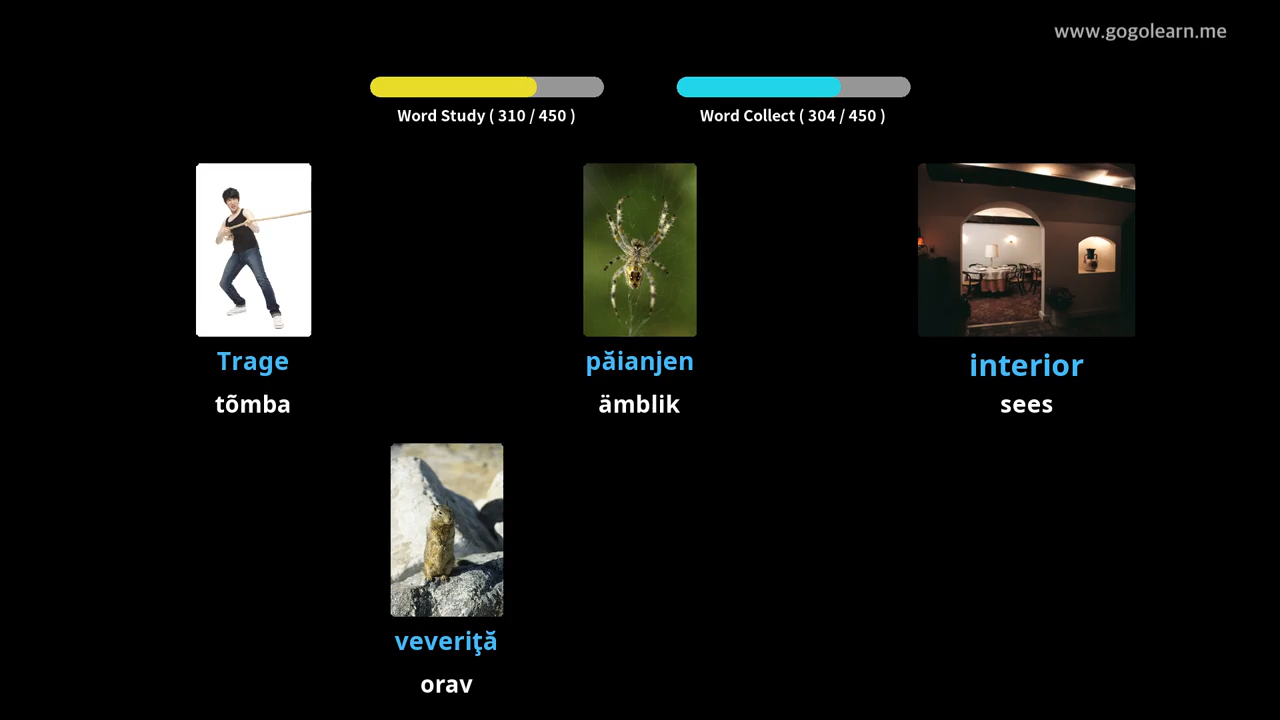 www.gogolearn.me
Word Study ( 310 / 450 )
Word Collect ( 304 / 450 )
Trage
tõmba
păianjen
ämblik
interior
sees
veveriţă
orav